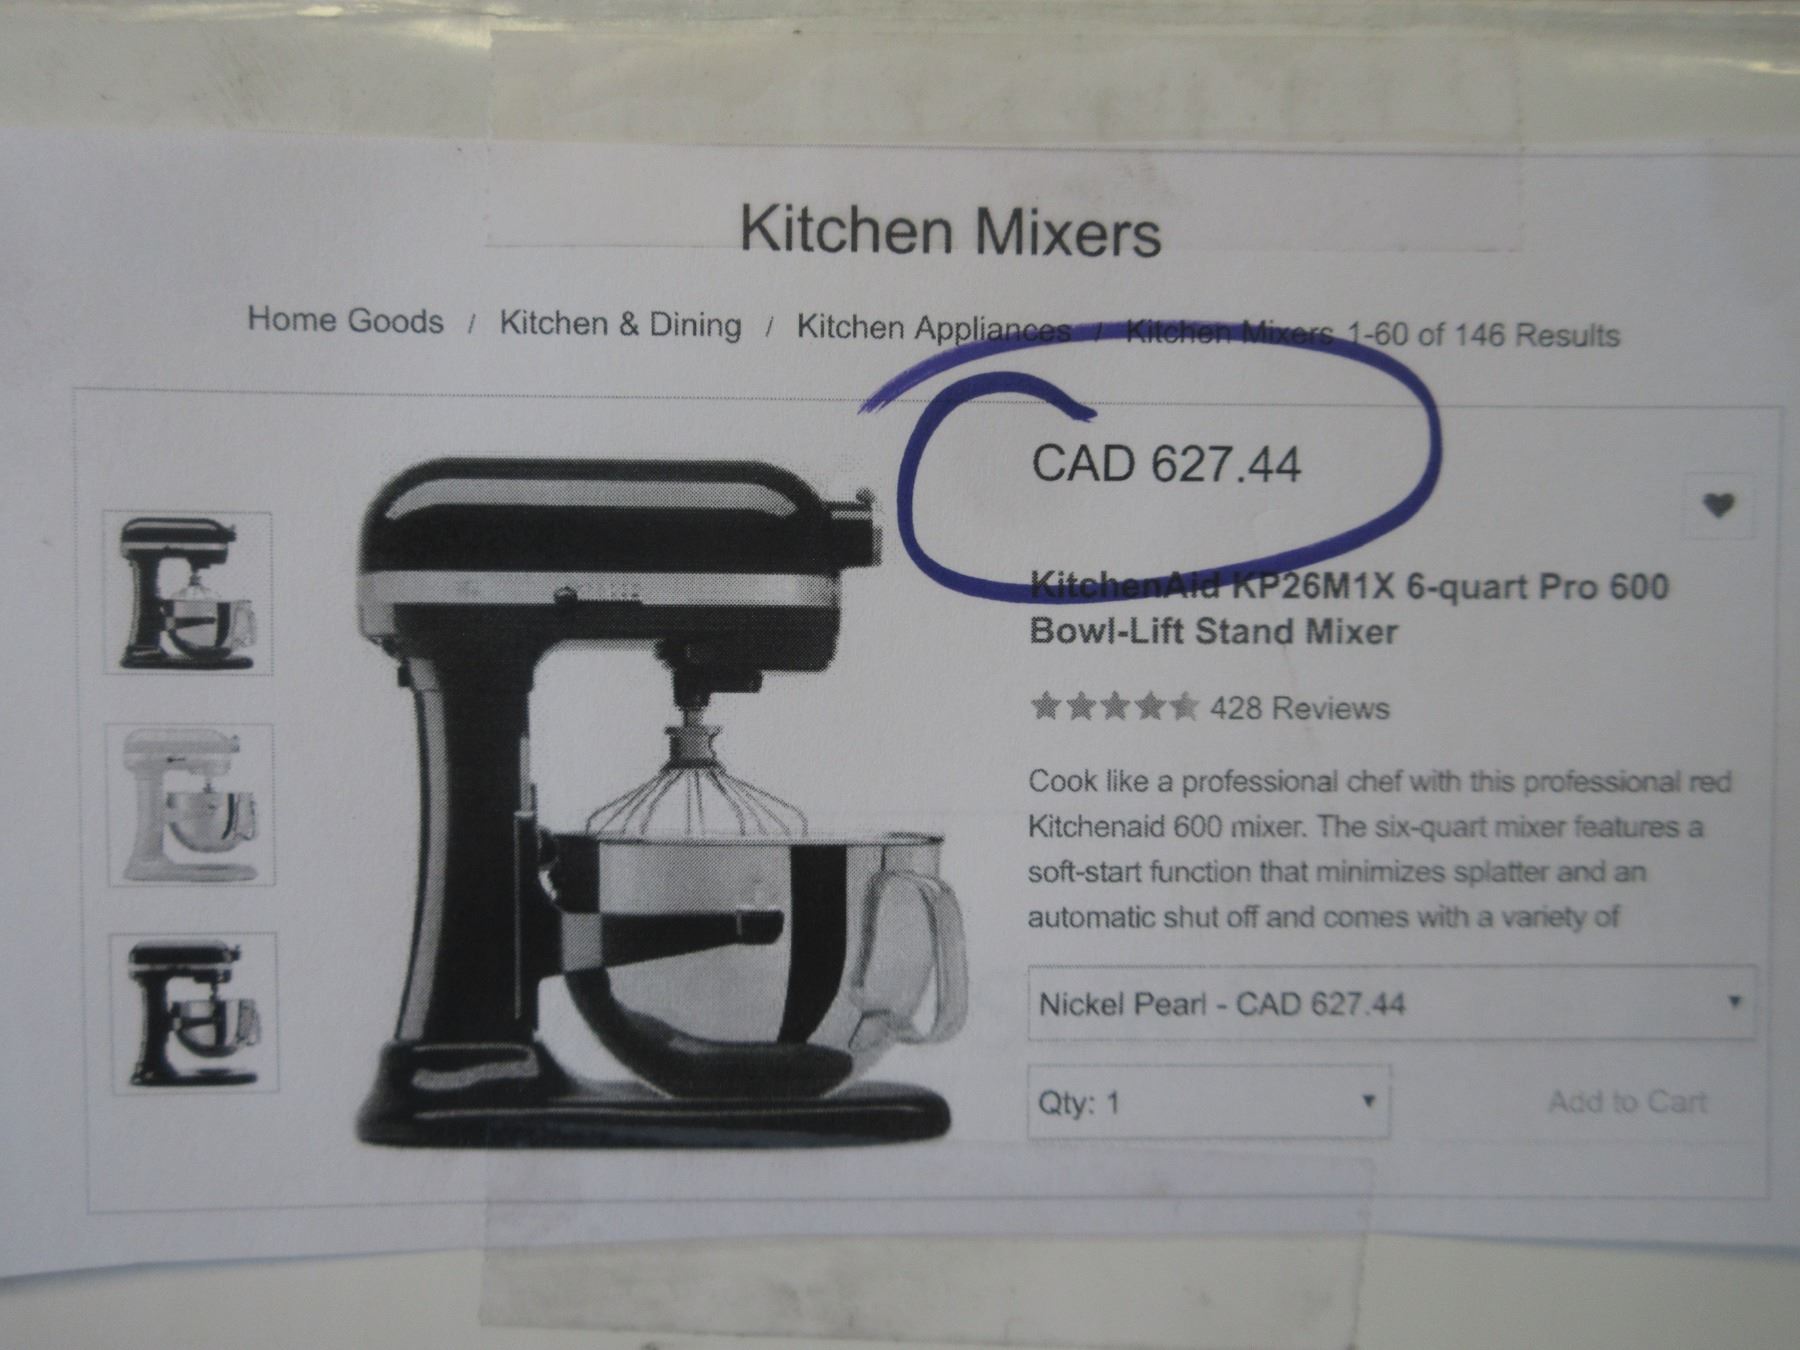 Kitchen Mixers
Home Goods / Kitchen & Dining / Kitchen Appliances / Kitchen Mixers 1-60 of 146 Results
CAD 627.44
KitchenAid KP26M1X 6-quart Pro 600
Bowl-Lift Stand Mixer
428 Reviews
Cook like a professional chef with this professional red
Kitchenaid 600 mixer. The six-quart mixer features a
soft-start function that minimizes splatter and an
automatic shut off and comes with a variety of
Nickel Pearl - CAD 627.44
Qty: 1
Add to Cart